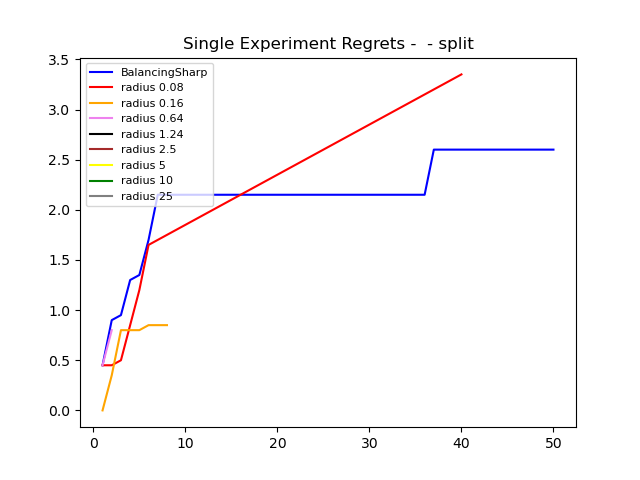 Single Experiment Regrets -  - split
3.5
3.0
2.5
2.0
1.5
1.0
0.5
0.0
BalancingSharp
radius 0.08
radius 0.16
radius 0.64
radius 1.24
radius 2.5
radius 5
radius 10
radius 25
0 10 20 30 40 50